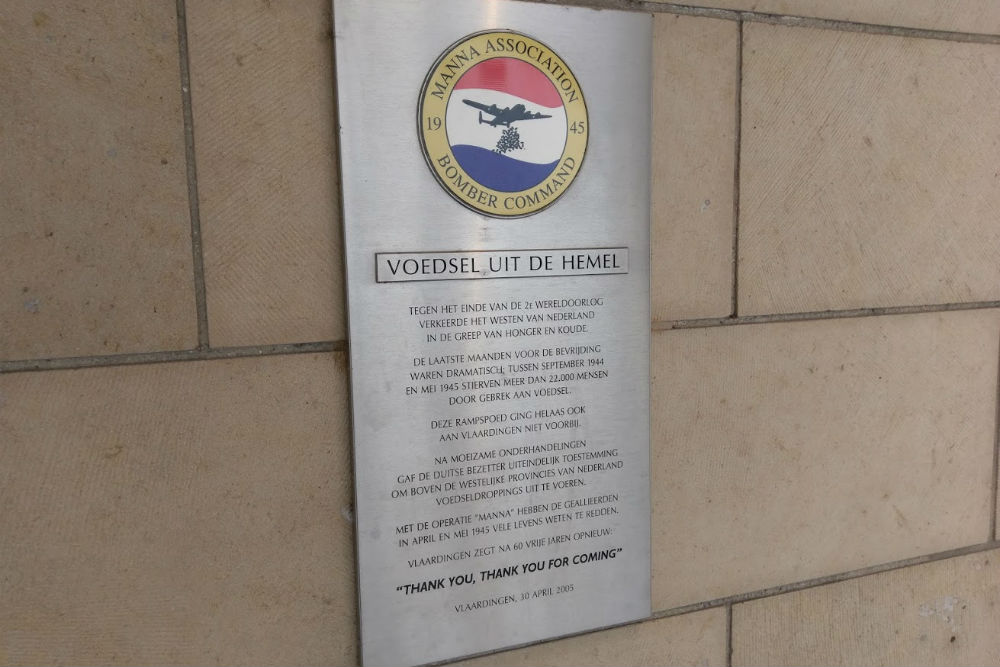 MANNA ASSOCIATION
19 45
BOMBER COMMAND
VOEDSEL UIT DE HEMEL
TEGEN HET EINDE VAN DE 2E WERELDOORLOG
VERKEERDE HET WESTEN VAN NEDERLAND
IN DE GREEP VAN HONGER EN KOUDE.
DE LAATSTE MAANDEN VOOR DE BEVRIJDING
WAREN DRAMATISCH; TUSSEN SEPTEMBER 1944
EN MEI 1945 STIERVEN MEER DAN 22.000 MENSEN
DOOR GEBREK AAN VOEDSEL.
DEZE RAMPSPOED GING HELAAS OOK
AAN VLAARDINGEN NIET VOORBIJ.
NA MOEIZAME ONDERHANDELINGEN
GAF DE DUITSE BEZETTER UITEINDELIJK TOESTEMMING
OM BOVEN DE WESTELIJKE PROVINCIES VAN NEDERLAND
VOEDSELDROPPINGS UIT TE VOEREN.
MET DE OPERATIE "MANNA" HEBBEN DE GEALLIEERDEN
IN APRIL EN MEI 1945 VELE LEVENS WETEN TE REDDEN.
VLAARDINGEN ZEGT NA 60 VRIJE JAREN OPNIEUW:
"THANK YOU, THANK YOU FOR COMING"
VLAARDINGEN, 30 APRIL 2005